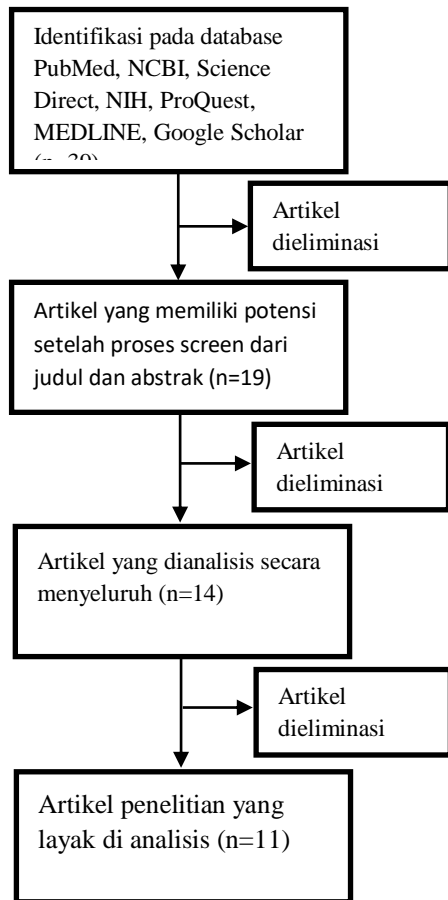 Identifikasi pada database
PubMed, NCBI, Science
Direct, NIH, ProQuest,
MEDLINE, Google Scholar
Artikel
dieliminasi
Artikel yang memiliki potensi
setelah proses screen dari
judul dan abstrak (n=19)
Artikel
dieliminasi
Artikel yang dianalisis secara
menyeluruh (n=14)
Artikel
dieliminasi
Artikel penelitian yang
layak di analisis (n=11)